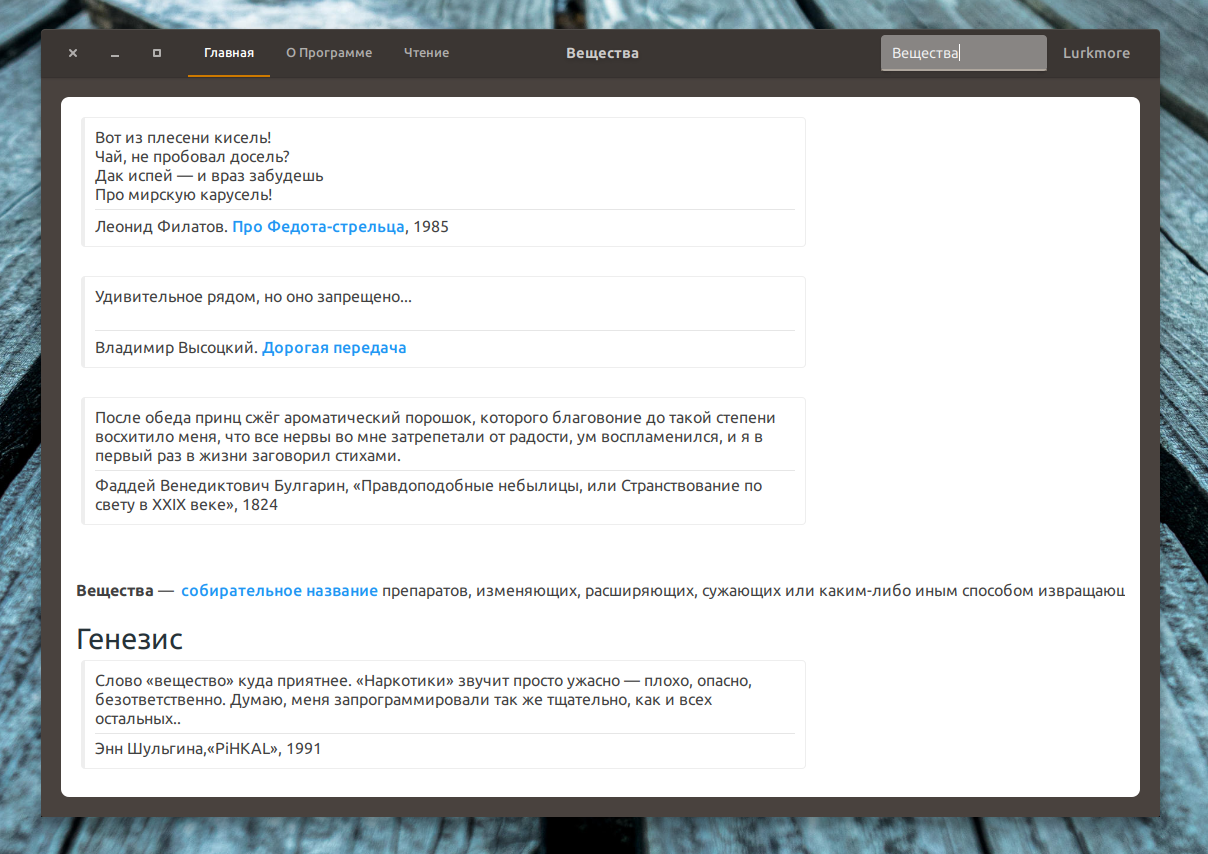 Главная О Программе Чтение Вещества Вещества Lurkmore
Вот из плесени кисель!
Чай, не пробовал досель?
Дак испей — и враз забудешь
Про мирскую карусель!
Леонид Филатов. Про Федота-стрельца, 1985
Удивительное рядом, но оно запрещено...
Владимир Высоцкий. Дорогая передача
После обеда принц сжёг ароматический порошок, которого благовоние до такой степени
восхитило меня, что все нервы во мне затрепетали от радости, ум воспламенился, и я в
первый раз в жизни заговорил стихами.
Фаддей Венедиктович Булгарин, «Правдоподобные небылицы, или Странствование по
свету в XXIX веке», 1824
Вещества — собирательное название препаратов, изменяющих, расширяющих, сужающих или каким-либо иным способом извращающ
Генезис
Слово «вещество» куда приятнее. «Наркотики» звучит просто ужасно — плохо, опасно,
безответственно. Думаю, меня запрограммировали так же тщательно, как и всех
остальных..
Энн Шульгина,«PiHKAL», 1991